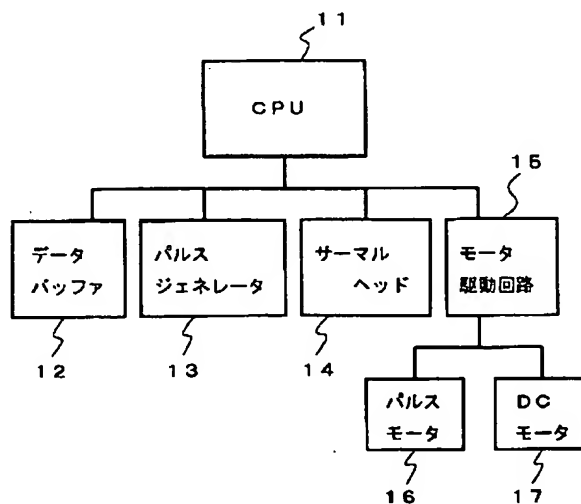 11
CPU
15
データ
バッファ
パルス
ジェネレータ
サーマル
ヘッド
モータ
駆動回路
12
13
14
パルス
モータ
DC
モータ
16
17